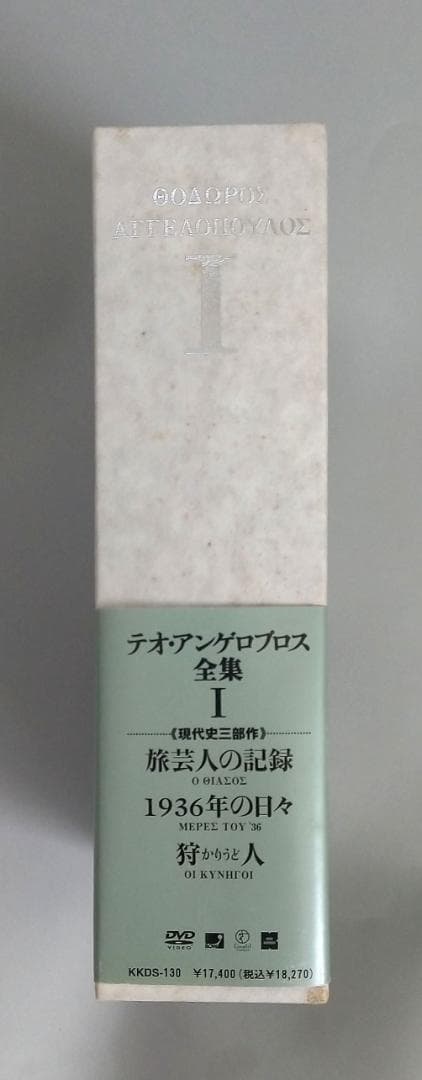 ΘΟΔΩΡΟΣ
ΑΓΓΕΛΟΠΟΥΛΟΣ
I
テオ・アンゲロプロス
全集
I
《現代史三部作》
旅芸人の記録
Ο ΘΙΑΣΟΣ
1936年の日々
ΜΕΡΕΣ ΤΟΥ '36
狩かりうど人
ΟΙ ΚΥΝΗΓΟΙ
DVD
VIDEO
KKDS-130 ¥17,400(税込¥18,270)